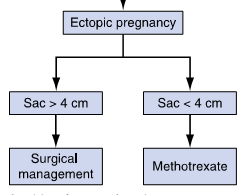 Ectopic pregnancy
Sac > 4 cm
Sac < 4 cm
Surgical
management
Methotrexate